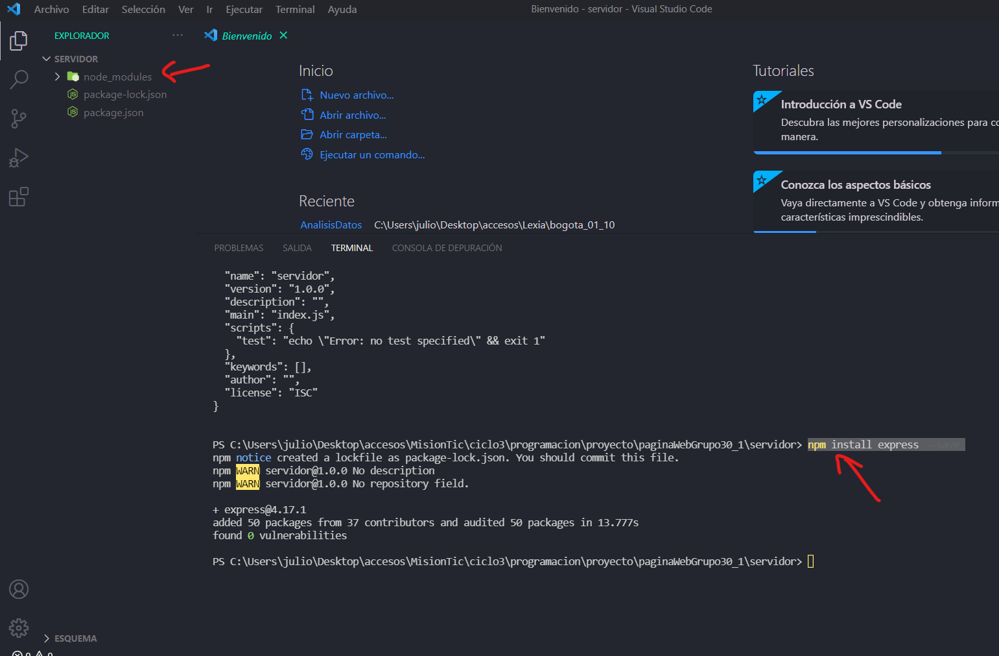 Archivo Editar Selección Ver Ir Ejecutar Terminal Ayuda
Bienvenido - servidor - Visual Studio Code
EXPLORADOR ...
SERVIDOR
node_modules
package-lock.json
package.json
Bienvenido
Inicio
Nuevo archivo...
Abrir archivo...
Abrir carpeta...
Ejecutar un comando...
Reciente
AnalisisDatos C:\Users\julio\Desktop\accesos\Lexia\bogota_01_10
Tutoriales
Introducción a VS Code
Descubra las mejores personalizaciones para
manera.
Conozca los aspectos básicos
Vaya directamente a VS Code y obtenga
características imprescindibles.
PROBLEMAS SALIDA TERMINAL CONSOLA DE DEPURACIÓN
"name": "servidor",
"version": "1.0.0",
"description": "",
"main": "index.js",
"scripts": {
"test": "echo \"Error: no test specified\" && exit 1"
},
"keywords": [],
"author": "",
"license": "ISC"
}
PS C:\Users\julio\Desktop\accesos\MisionTic\ciclo3\programacion\proyecto\paginaWebGrupo30_1\servidor> npm install express --save
npm notice created a lockfile as package-lock.json. You should commit this file.
npm WARN servidor@1.0.0 No description
npm WARN servidor@1.0.0 No repository field.
+ express@4.17.1
added 50 packages from 37 contributors and audited 50 packages in 13.777s
found 0 vulnerabilities
PS C:\Users\julio\Desktop\accesos\MisionTic\ciclo3\programacion\proyecto\paginaWebGrupo30_1\servidor>
ESQUEMA